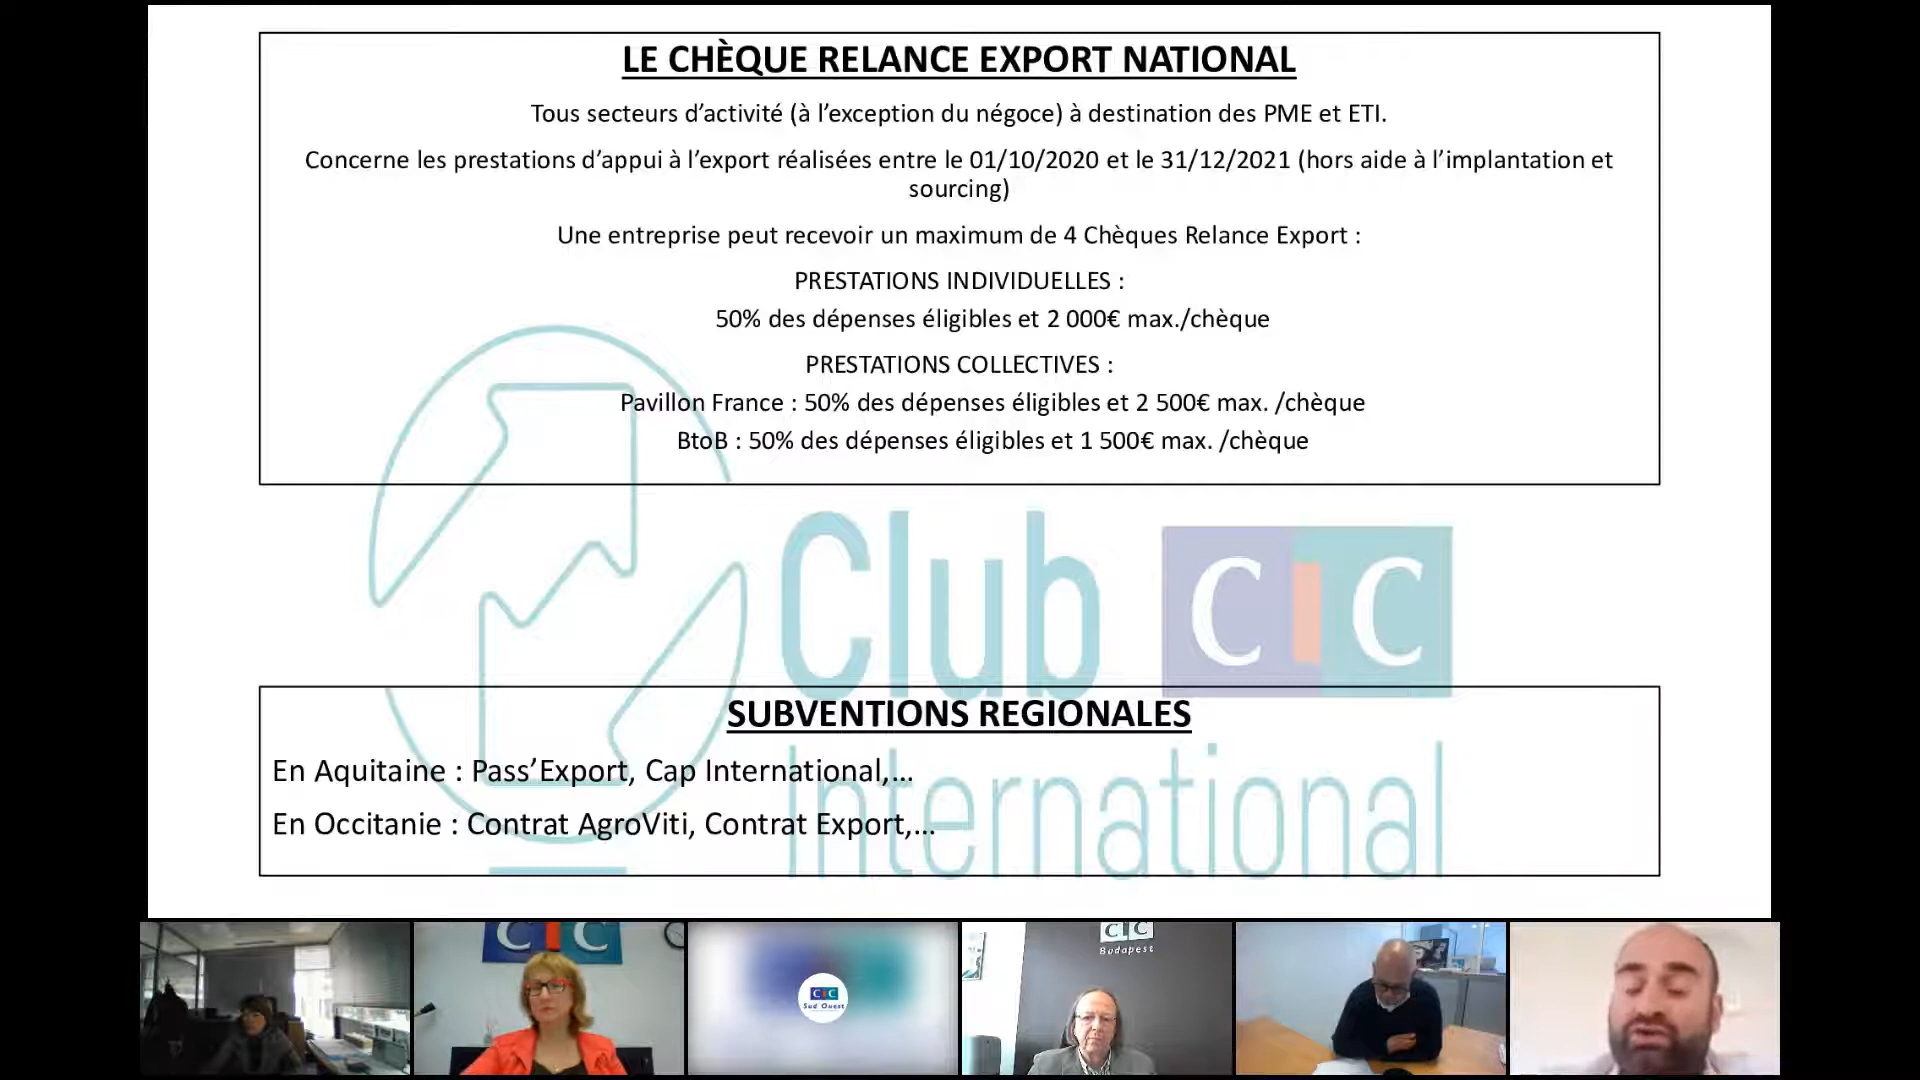 LE CHÈQUE RELANCE EXPORT NATIONAL
Tous secteurs d’activité (à l’exception du négoce) à destination des PME et ETI.
Concerne les prestations d’appui à l’export réalisées entre le 01/10/2020 et le 31/12/2021 (hors aide à l’implantation et
sourcing)
Une entreprise peut recevoir un maximum de 4 Chèques Relance Export :
PRESTATIONS INDIVIDUELLES :
50% des dépenses éligibles et 2 000€ max./chèque
PRESTATIONS COLLECTIVES :
Pavillon France : 50% des dépenses éligibles et 2 500€ max. /chèque
BtoB : 50% des dépenses éligibles et 1 500€ max. /chèque
Club CIC
International
SUBVENTIONS REGIONALES
En Aquitaine : Pass’Export, Cap International,...
En Occitanie : Contrat AgroViti, Contrat Export,...
CIC
CIC
Sud Ouest
CIC
Budapest